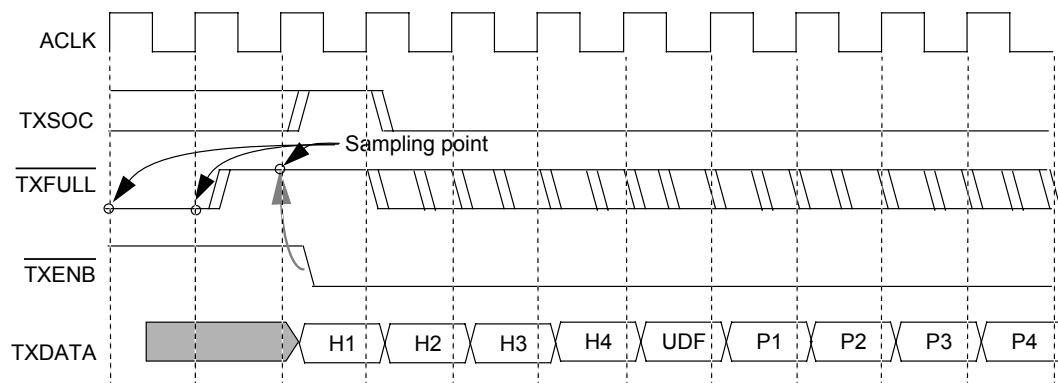 ACLK
TXSOC
Sampling point
TXFULL
TXENB
TXDATA H1 H2 H3 H4 UDF P1 P2 P3 P4